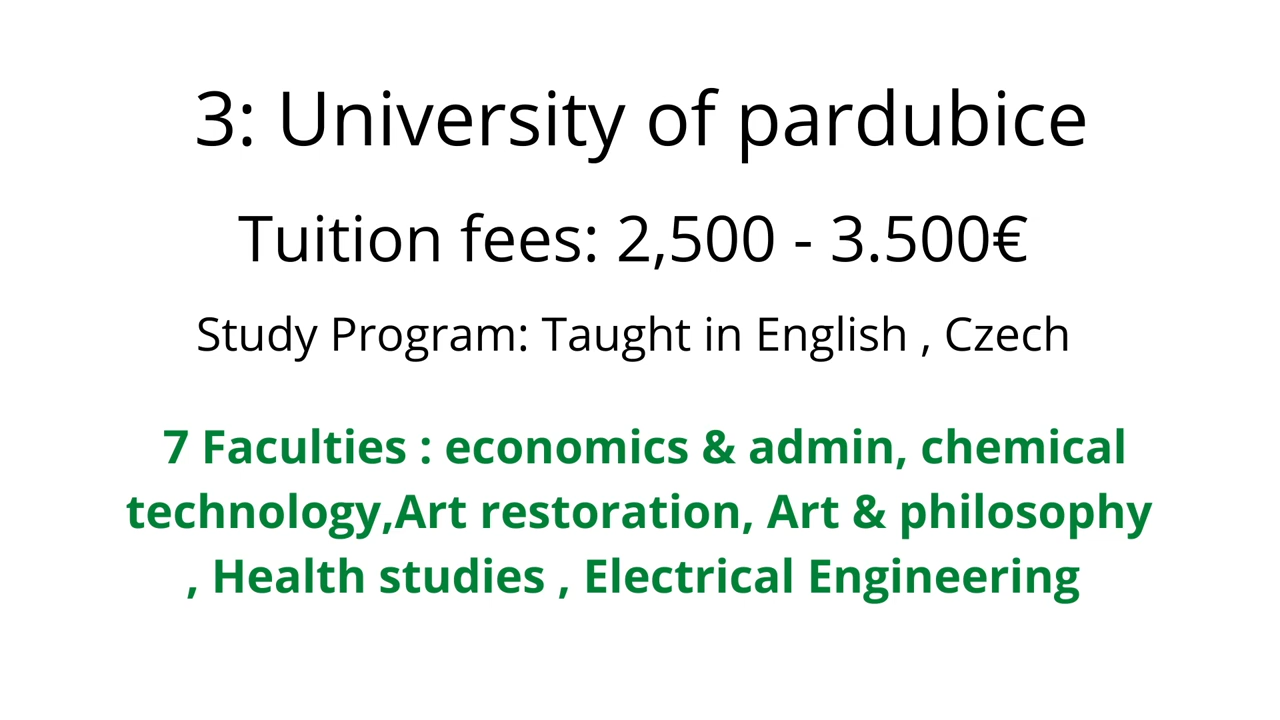 3: University of pardubice
Tuition fees: 2,500 - 3.500€
Study Program: Taught in English , Czech
7 Faculties : economics & admin, chemical
technology,Art restoration, Art & philosophy
, Health studies , Electrical Engineering